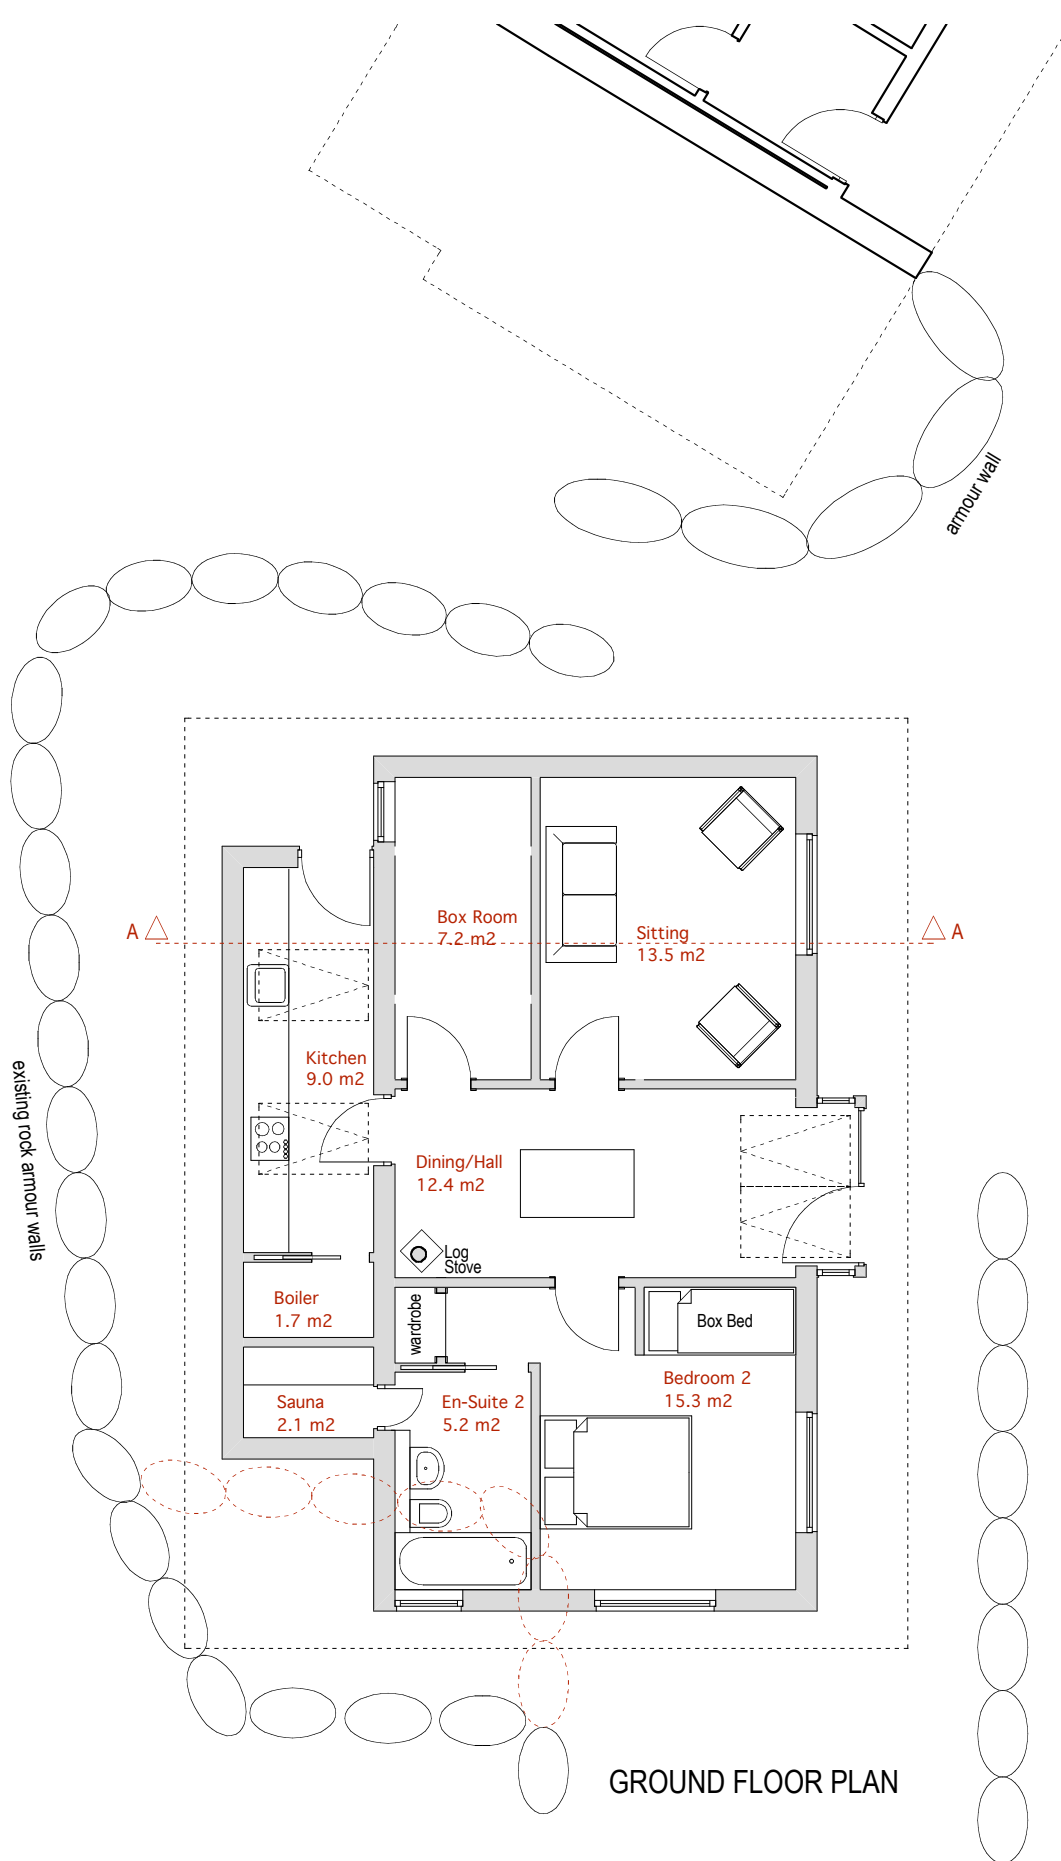 armour wall
A
A
Box Room
7.2 m2
Sitting
13.5 m2
Kitchen
9.0 m2
existing rock armour walls
Dining/Hall
12.4 m2
Log
Stove
Boiler
1.7 m2
wardrobe
Box Bed
Bedroom 2
15.3 m2
Sauna
2.1 m2
En-Suite 2
5.2 m2
GROUND FLOOR PLAN